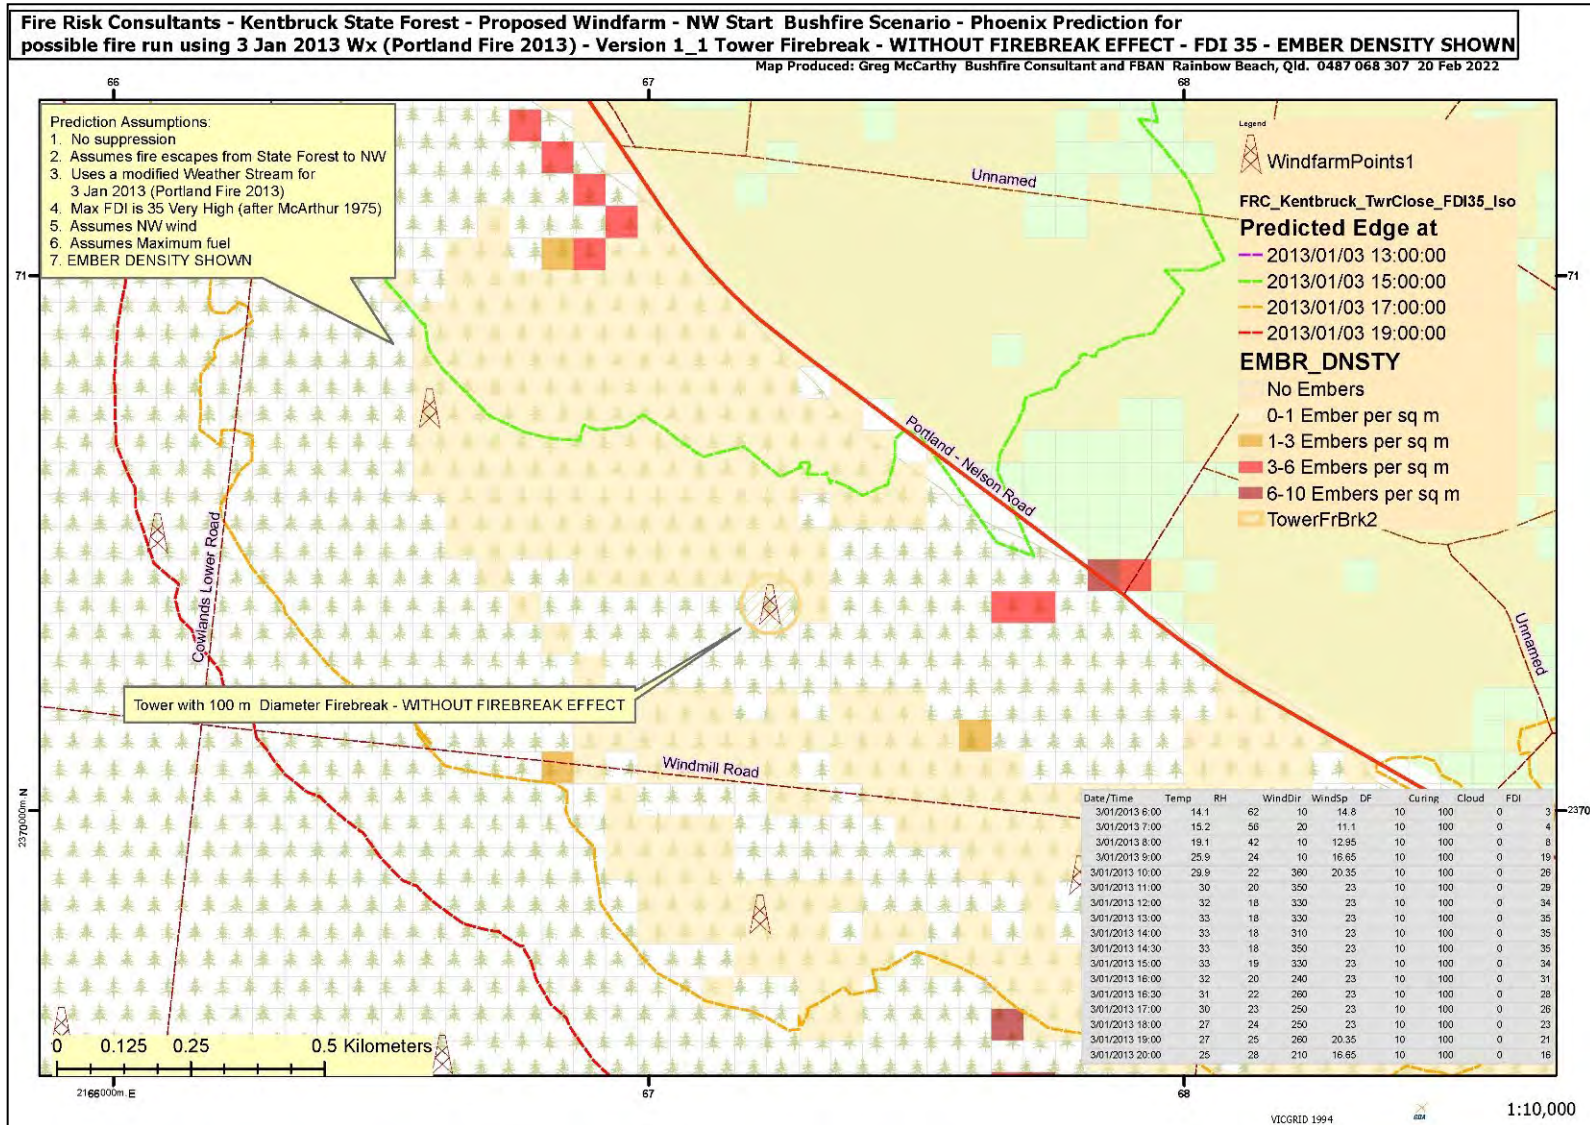 Fire Risk Consultants - Kentbruck State Forest - Proposed Windfarm - NW Start Bushfire Scenario - Phoenix Prediction for
possible fire run using 3 Jan 2013 Wx (Portland Fire 2013) - Version 1_1 Tower Firebreak - WITHOUT FIREBREAK EFFECT - FDI 35 - EMBER DENSITY SHOWN
Map Produced: Greg McCarthy Bushfire Consultant and FBAN Rainbow Beach, Qld. 0487 068 307 20 Feb 2022
66
67
68
Prediction Assumptions:
1. No suppression
2. Assumes fire escapes from State Forest to NW
3. Uses a modified Weather Stream for
3 Jan 2013 (Portland Fire 2013)
4. Max FDI is 35 Very High (after McArthur 1975)
5. Assumes NW wind
6. Assumes Maximum fuel
7. EMBER DENSITY SHOWN
Legend
WindfarmPoints1
FRC_Kentbruck_TwrClose_FDI35_Iso
Predicted Edge at
2013/01/03 13:00:00
2013/01/03 15:00:00
2013/01/03 17:00:00
2013/01/03 19:00:00
EMBR_DNSTY
No Embers
0-1 Ember per sq m
1-3 Embers per sq m
3-6 Embers per sq m
6-10 Embers per sq m
TowerFrBrk2
Unnamed
71
71
Portland - Nelson Road
Cowlands Lower Road
Unnamed
Tower with 100 m Diameter Firebreak - WITHOUT FIREBREAK EFFECT
Windmill Road
Date/Time Temp RH WindDir WindSp DF Curing Cloud FDI
3/01/2013 6:00 14.1 62 10 14.8 10 100 0 3
3/01/2013 7:00 15.2 56 20 11.1 10 100 0 4
3/01/2013 8:00 19.1 42 10 12.95 10 100 0 8
3/01/2013 9:00 25.9 24 10 16.65 10 100 0 19
3/01/2013 10:00 29.9 22 360 20.35 10 100 0 26
3/01/2013 11:00 30 20 350 23 10 100 0 29
3/01/2013 12:00 32 18 330 23 10 100 0 34
3/01/2013 13:00 33 18 330 23 10 100 0 35
3/01/2013 14:00 33 18 310 23 10 100 0 35
3/01/2013 14:30 33 18 350 23 10 100 0 35
3/01/2013 15:00 33 19 330 23 10 100 0 34
3/01/2013 16:00 32 20 240 23 10 100 0 31
3/01/2013 16:30 31 22 260 23 10 100 0 28
3/01/2013 17:00 30 23 250 23 10 100 0 26
3/01/2013 18:00 27 24 250 23 10 100 0 23
3/01/2013 19:00 27 25 260 20.35 10 100 0 21
3/01/2013 20:00 25 28 210 16.65 10 100 0 16
2370000m.N
2370
0 0.125 0.25 0.5 Kilometers
2166000m.E
67
68
VICGRID 1994
1:10,000